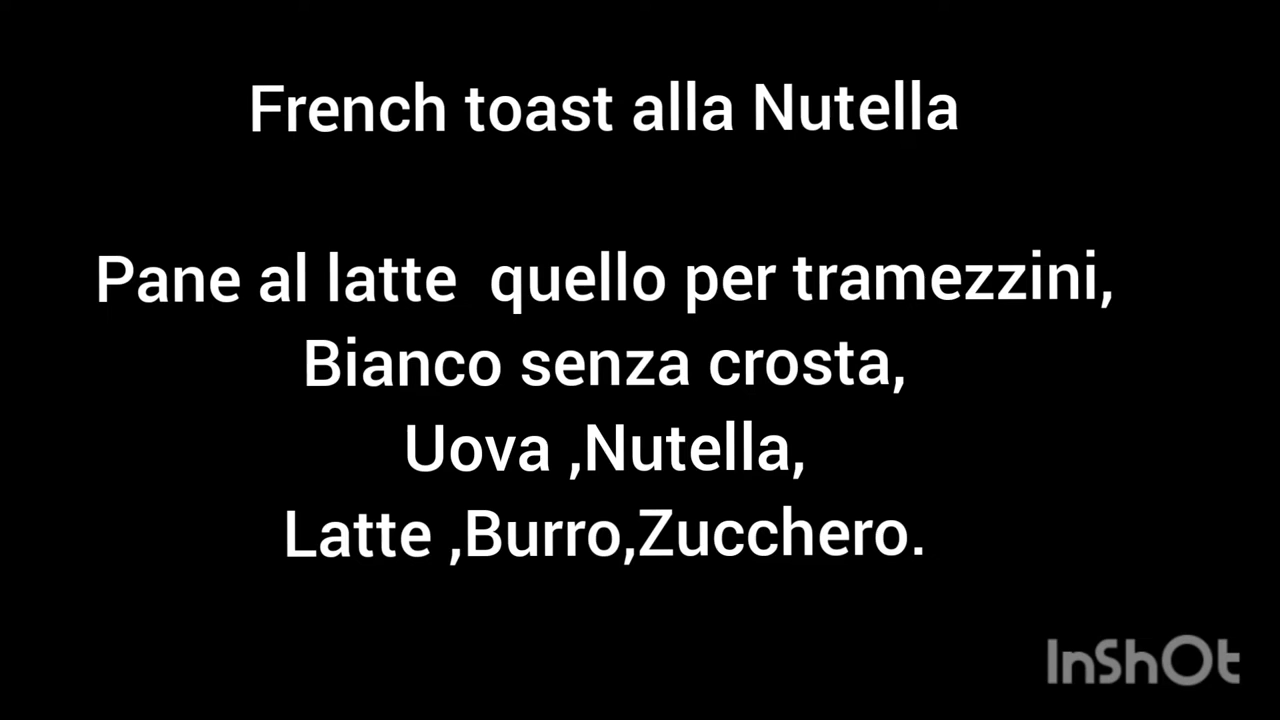 French toast alla Nutella
Pane al latte  quello per tramezzini,
Bianco senza crosta,
Uova ,Nutella,
Latte ,Burro,Zucchero.
InShOt